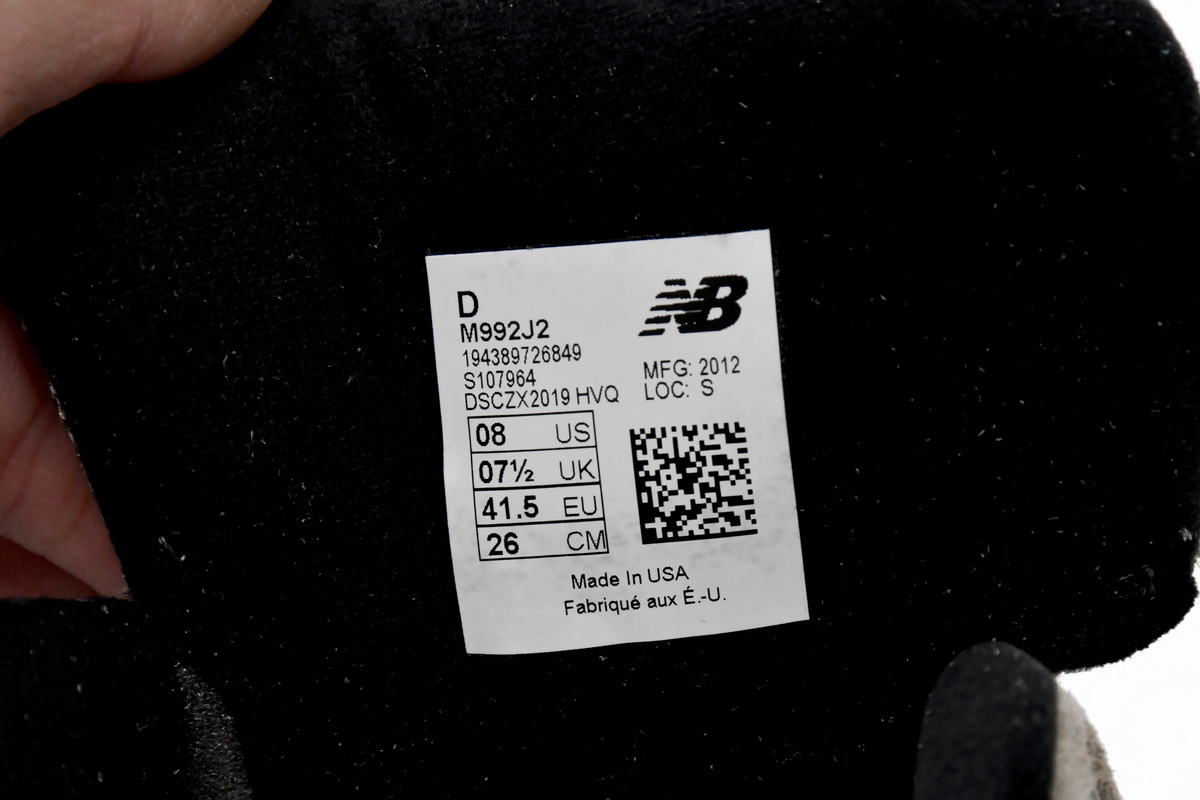 D
M992J2
194389726849
S107964
DSCZX2019 HVQ
NB
MFG: 2012
LOC: S
08 US
07½ UK
41.5 EU
26 CM
Made In USA
Fabriqué aux É.-U.